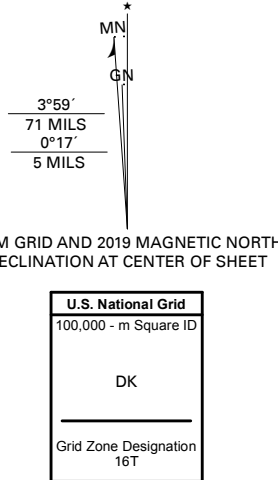 MN
GN
3°59´
71 MILS
0°17´
5 MILS
M GRID AND 2019 MAGNETIC NORTH
ECLINATION AT CENTER OF SHEET
U.S. National Grid
100,000 - m Square ID
DK
Grid Zone Designation
16T